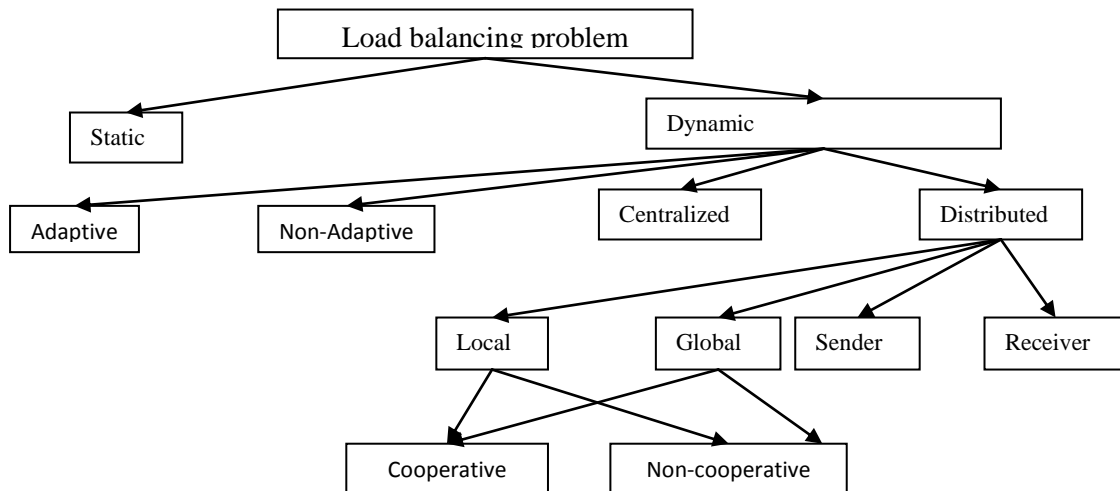 Load balancing problem
Static
Dynamic
Adaptive
Non-Adaptive
Centralized
Distributed
Local
Global
Sender
Receiver
Cooperative
Non-cooperative